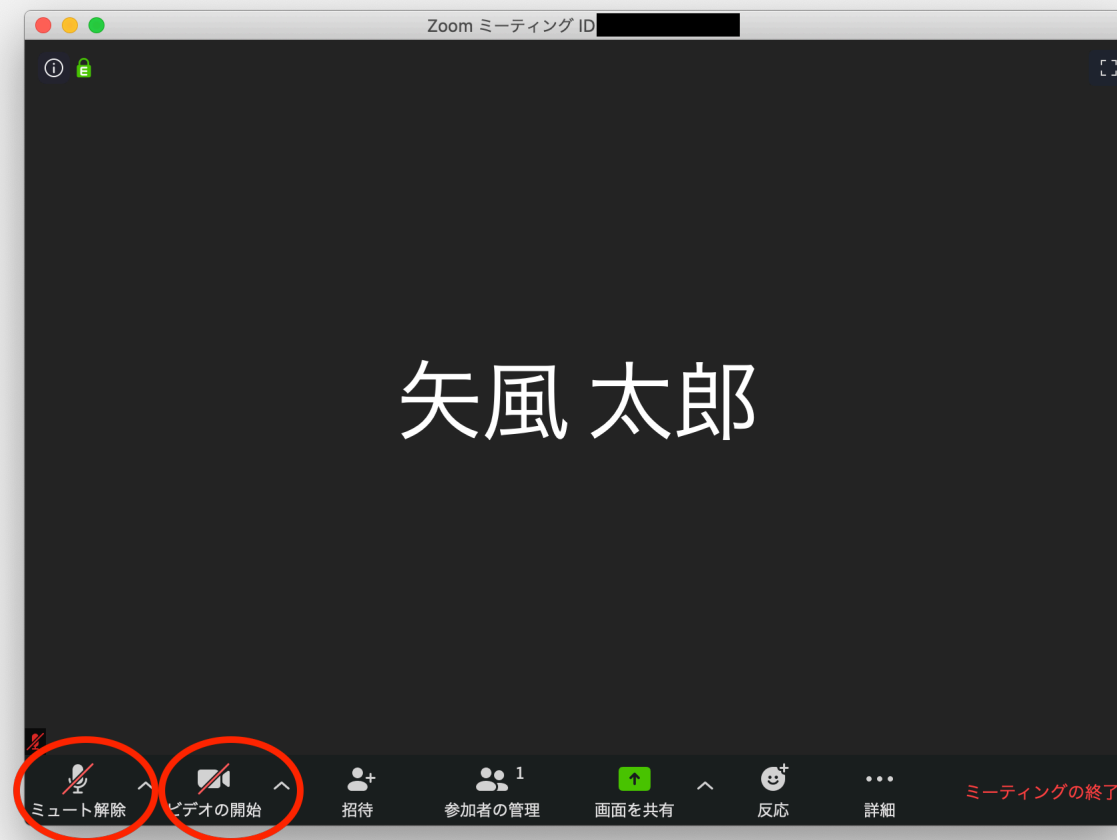 Zoom ミーティング ID
矢風 太郎
1
ミュート解除
ビデオの開始
招待
参加者の管理
画面を共有
反応
詳細
ミーティングの終了